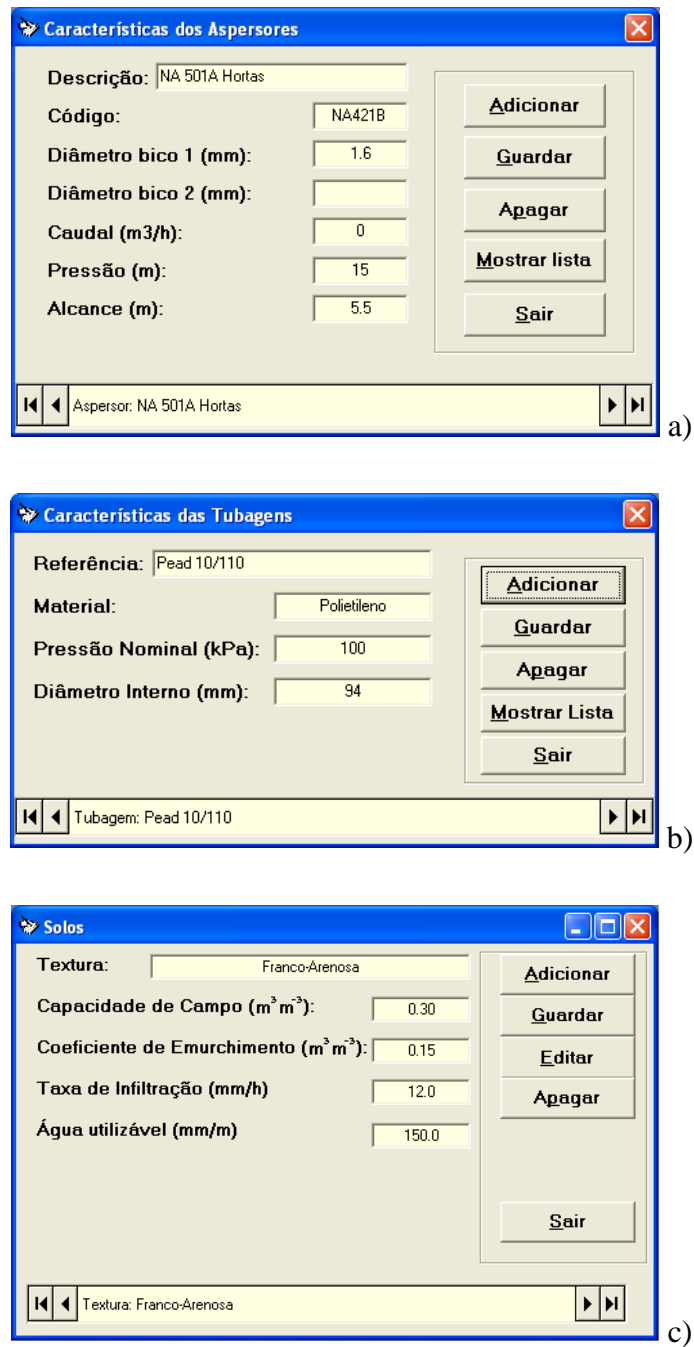 Características dos Aspersores
Descrição: NA 501A Hortas
Código: NA421B
Diâmetro bico 1 (mm): 1.6
Diâmetro bico 2 (mm):
Caudal (m3/h): 0
Pressão (m): 15
Alcance (m): 5.5
Adicionar
Guardar
Apagar
Mostrar lista
Sair
Aspersor: NA 501A Hortas
a)
Características das Tubagens
Referência: Pead 10/110
Material: Polietileno
Pressão Nominal (kPa): 100
Diâmetro Interno (mm): 94
Adicionar
Guardar
Apagar
Mostrar Lista
Sair
Tubagem: Pead 10/110
b)
Solos
Textura: Franco-Arenosa
Capacidade de Campo (m³ m⁻³): 0.30
Coeficiente de Emurchimento (m³ m⁻³): 0.15
Taxa de Infiltração (mm/h) 12.0
Água utilizável (mm/m) 150.0
Adicionar
Guardar
Editar
Apagar
Sair
Textura: Franco-Arenosa
c)